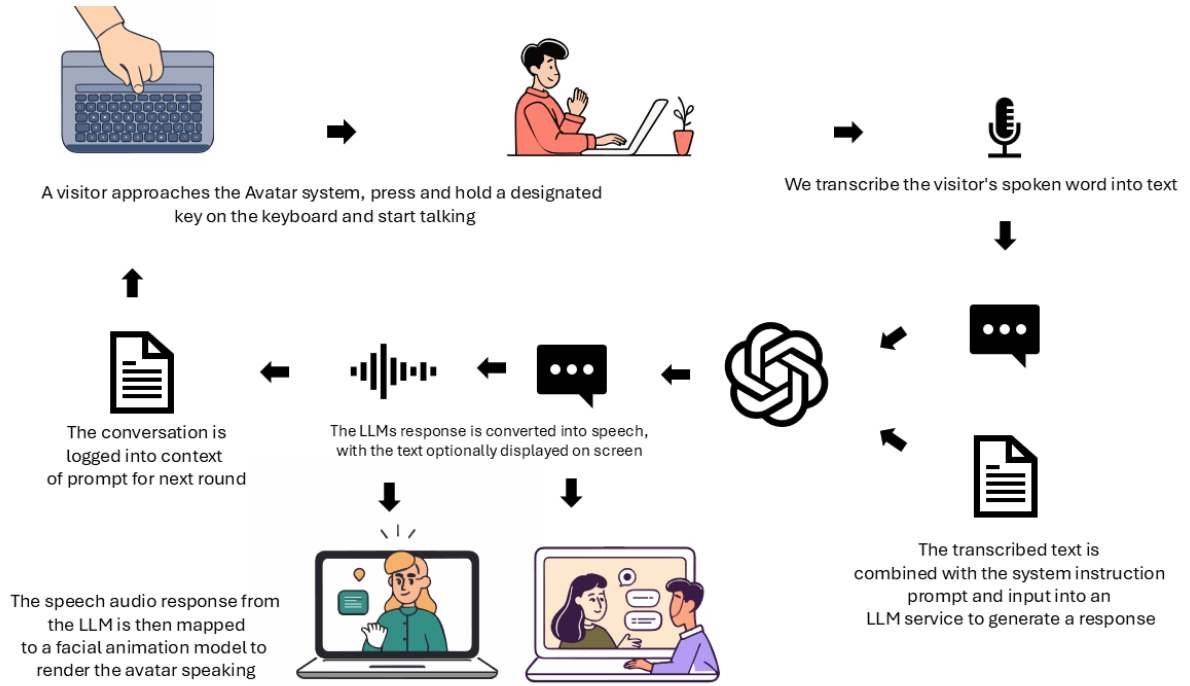 A visitor approaches the Avatar system, press and hold a designated
key on the keyboard and start talking
We transcribe the visitor's spoken word into text
The transcribed text is
combined with the system instruction
prompt and input into an
LLM service to generate a response
The LLMs response is converted into speech,
with the text optionally displayed on screen
The conversation is
logged into context
of prompt for next round
The speech audio response from
the LLM is then mapped
to a facial animation model to
render the avatar speaking